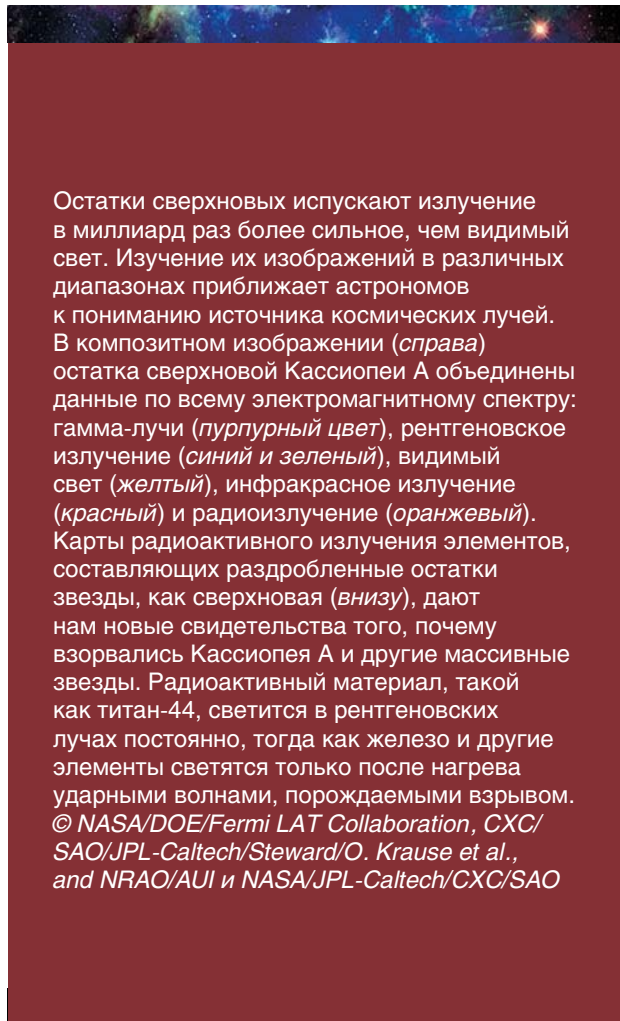 Остатки сверхновых испускают излучение
в миллиард раз более сильное, чем видимый
свет. Изучение их изображений в различных
диапазонах приближает астрономов
к пониманию источника космических лучей.
В композитном изображении (справа)
остатка сверхновой Кассиопеи А объединены
данные по всему электромагнитному спектру:
гамма-лучи (пурпурный цвет), рентгеновское
излучение (синий и зеленый), видимый
свет (желтый), инфракрасное излучение
(красный) и радиоизлучение (оранжевый).
Карты радиоактивного излучения элементов,
составляющих раздробленные остатки
звезды, как сверхновая (внизу), дают
нам новые свидетельства того, почему
взорвались Кассиопея А и другие массивные
звезды. Радиоактивный материал, такой
как титан-44, светится в рентгеновских
лучах постоянно, тогда как железо и другие
элементы светятся только после нагрева
ударными волнами, порождаемыми взрывом.
© NASA/DOE/Fermi LAT Collaboration, CXC/
SAO/JPL-Caltech/Steward/O. Krause et al.,
and NRAO/AUI и NASA/JPL-Caltech/CXC/SAO